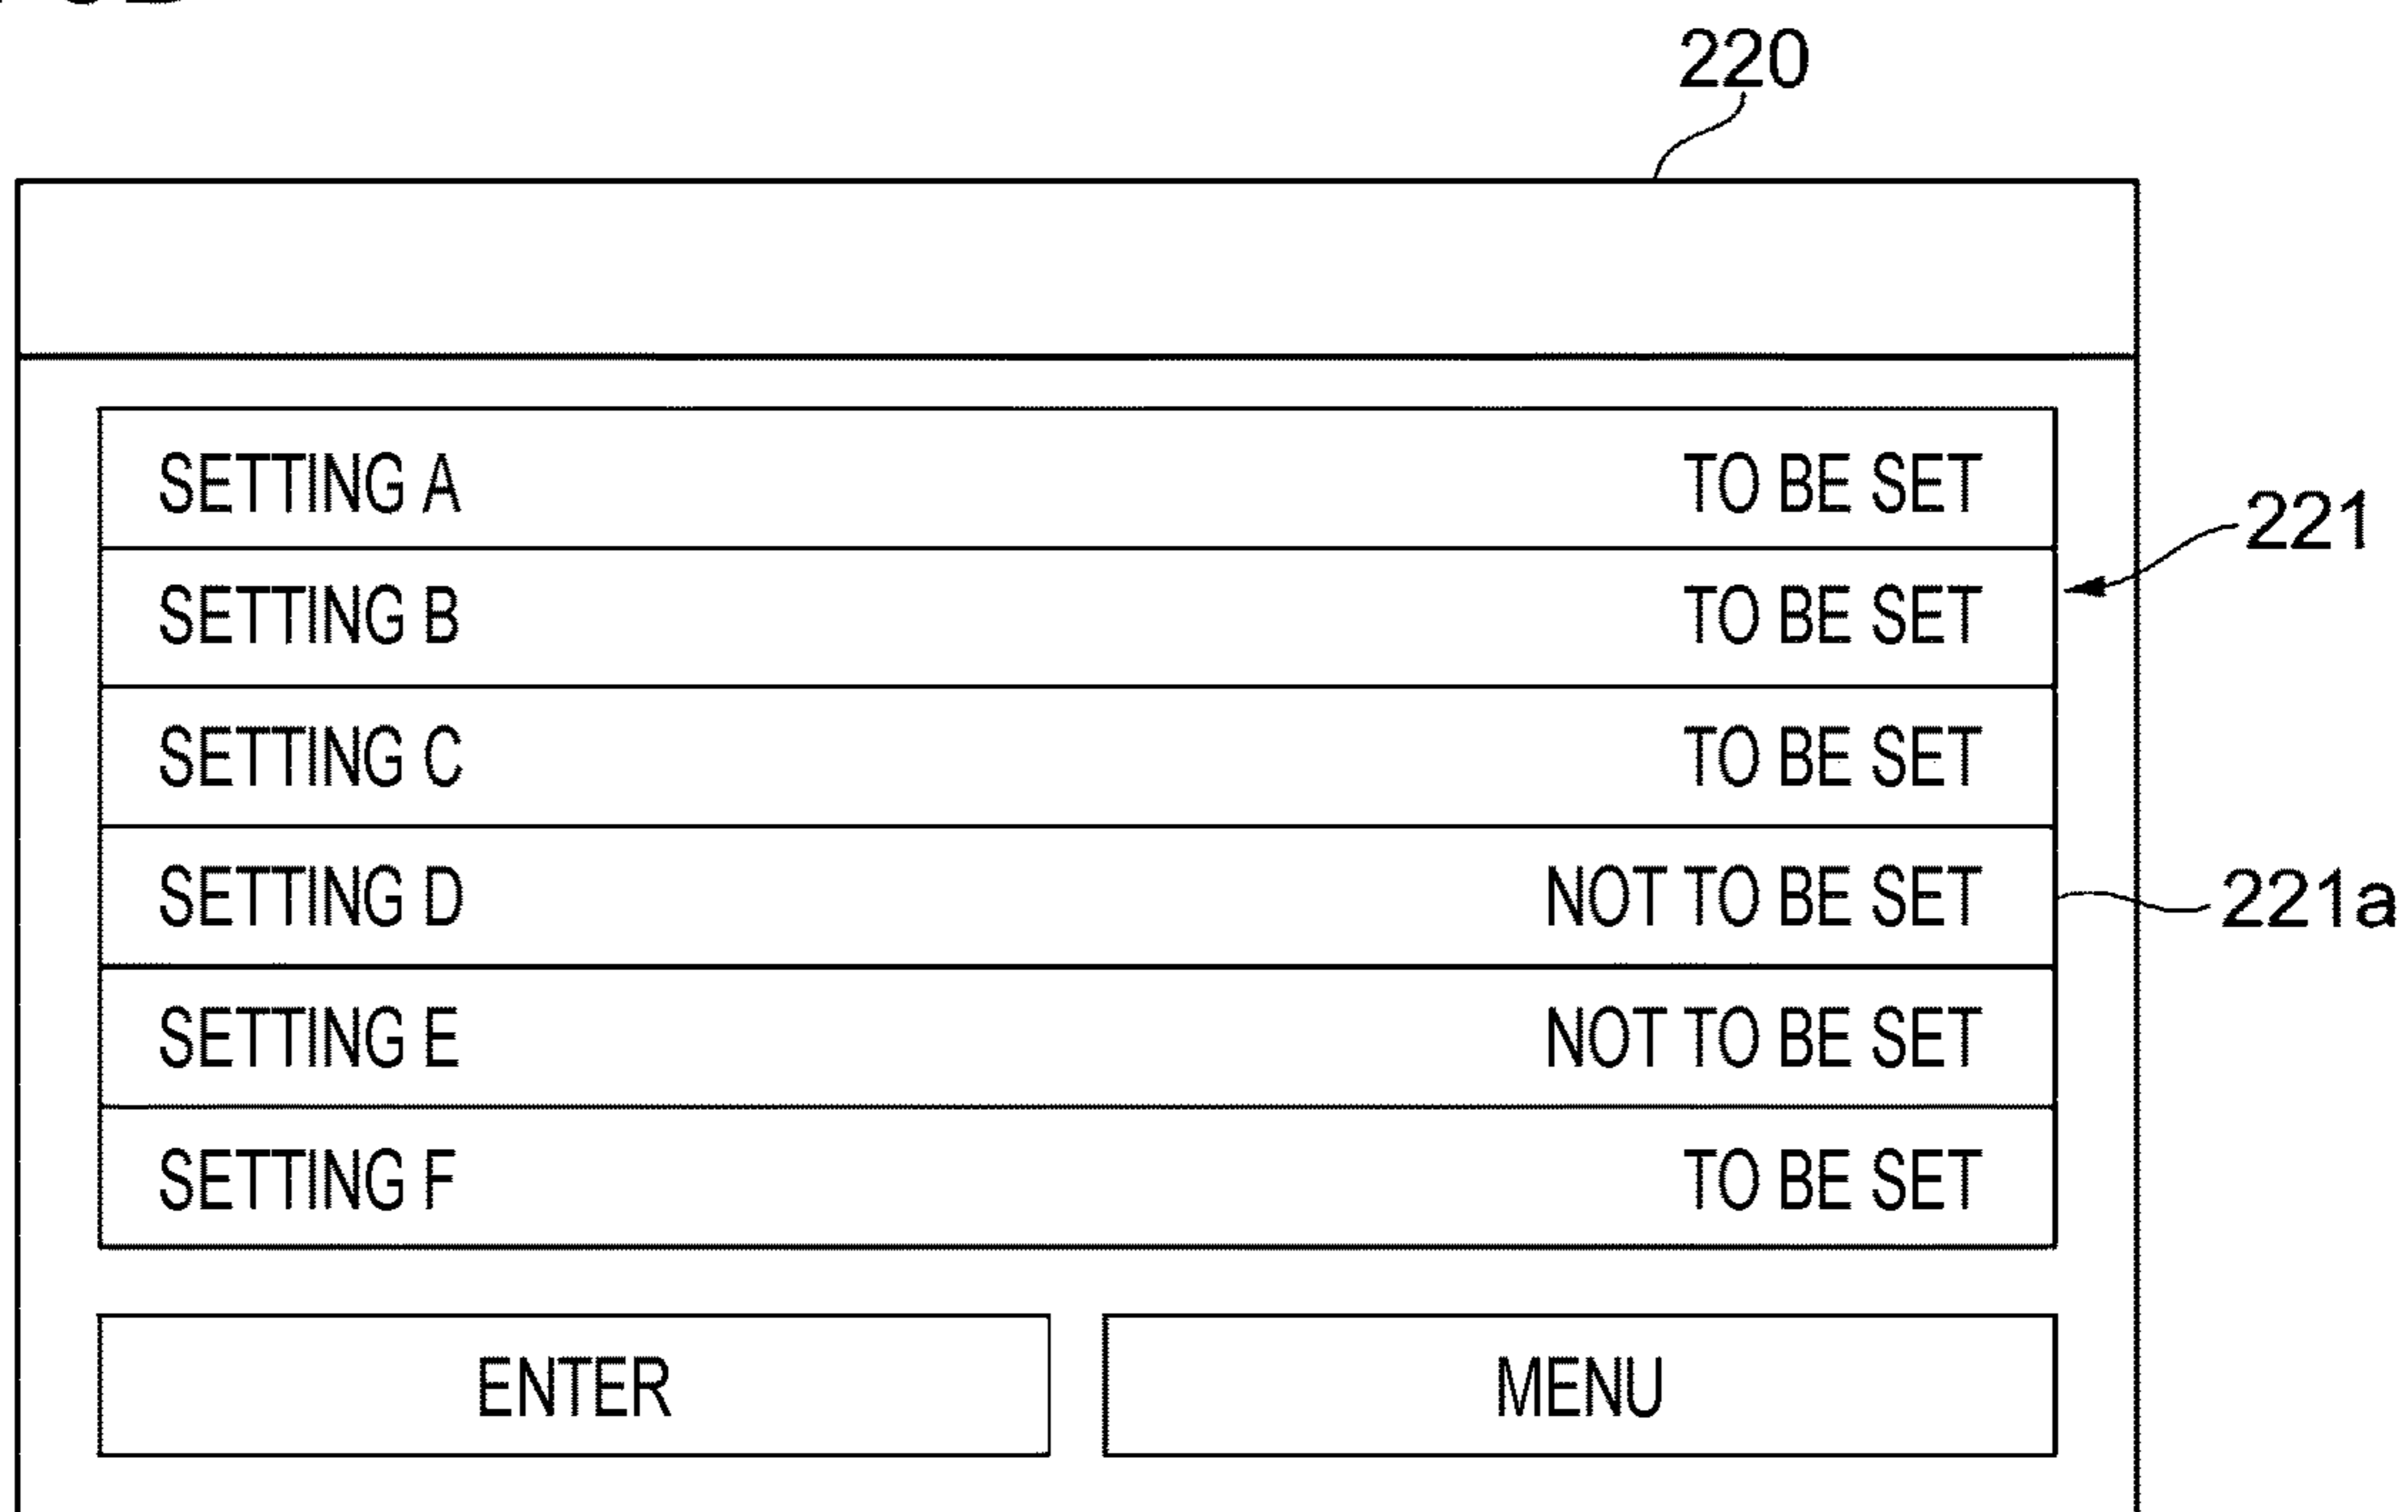 220
SETTING A TO BE SET
221
SETTING B TO BE SET
SETTING C TO BE SET
SETTING D NOT TO BE SET
221a
SETTING E NOT TO BE SET
SETTING F TO BE SET
ENTER MENU